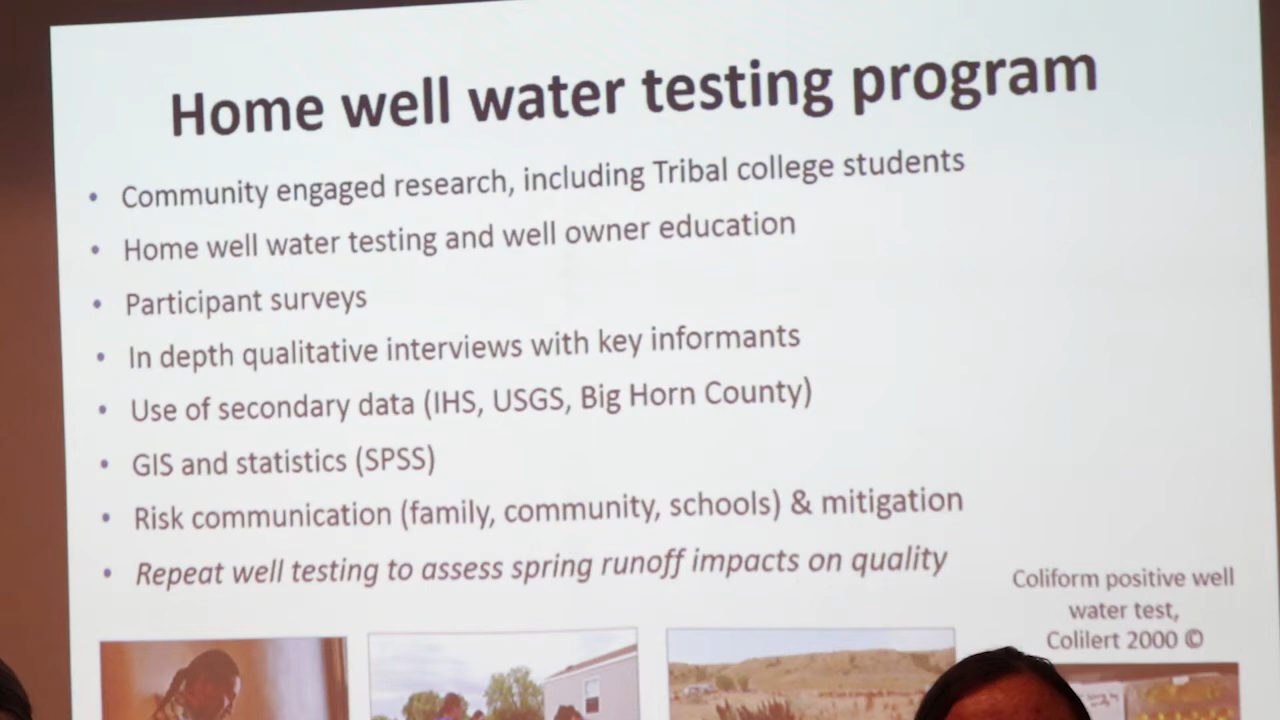 Home well water testing program
• Community engaged research, including Tribal college students
• Home well water testing and well owner education
• Participant surveys
• In depth qualitative interviews with key informants
• Use of secondary data (IHS, USGS, Big Horn County)
• GIS and statistics (SPSS)
• Risk communication (family, community, schools) & mitigation
• Repeat well testing to assess spring runoff impacts on quality
Coliform positive well
water test,
Colilert 2000 ©